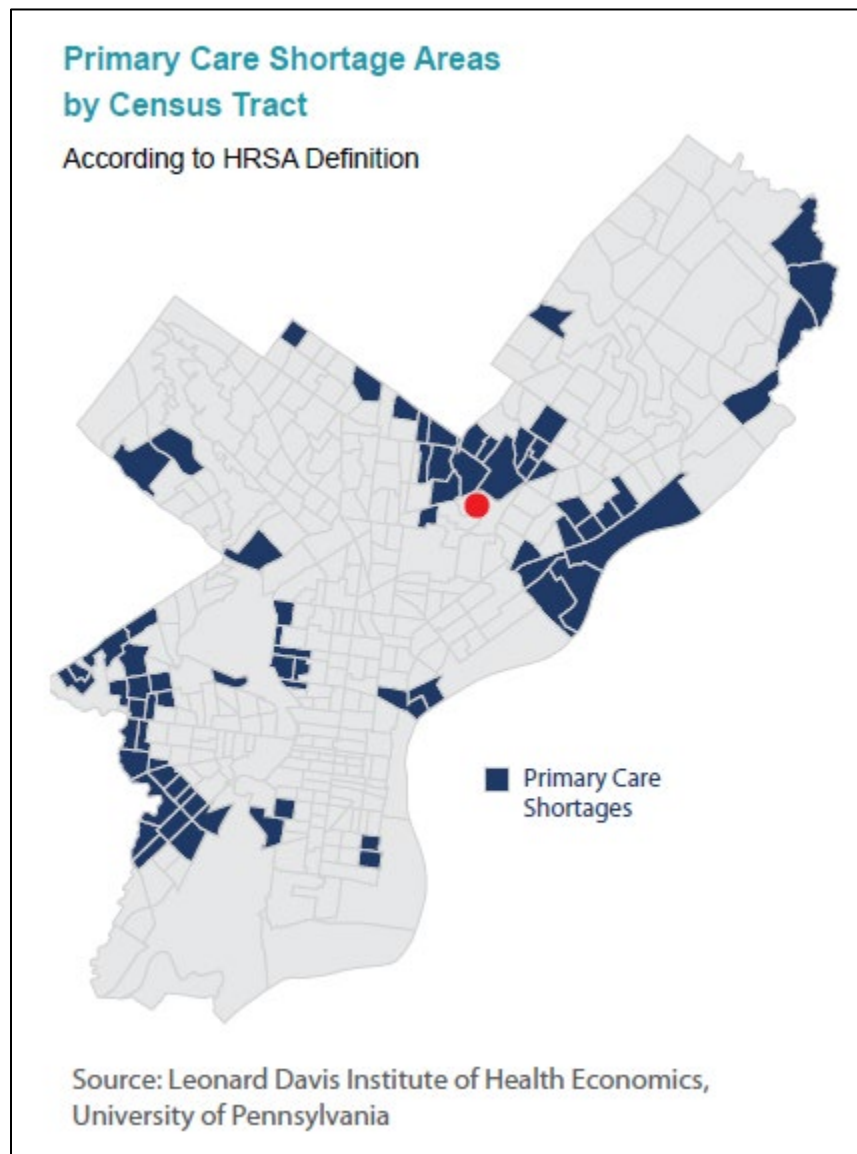 Primary Care Shortage Areas
by Census Tract
According to HRSA Definition
Primary Care
Shortages
Source: Leonard Davis Institute of Health Economics,
University of Pennsylvania